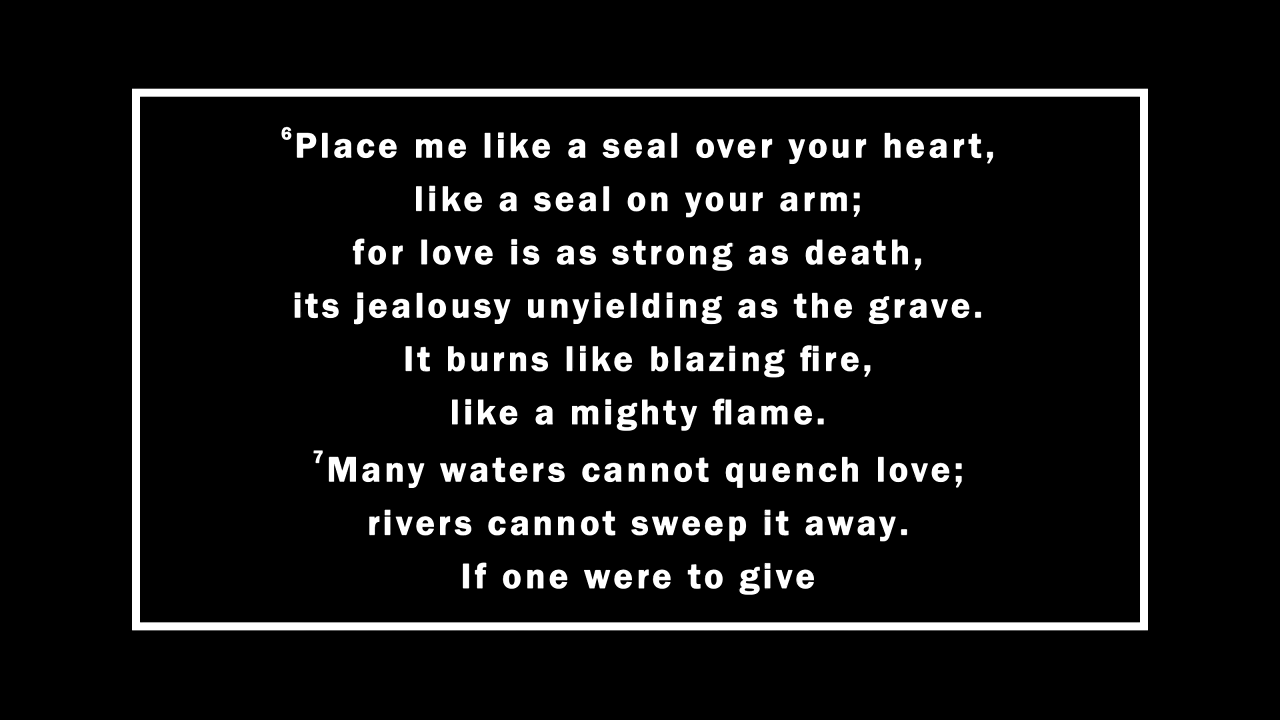 ⁶Place me like a seal over your heart,
like a seal on your arm;
for love is as strong as death,
its jealousy unyielding as the grave.
It burns like blazing fire,
like a mighty flame.
⁷Many waters cannot quench love;
rivers cannot sweep it away.
If one were to give